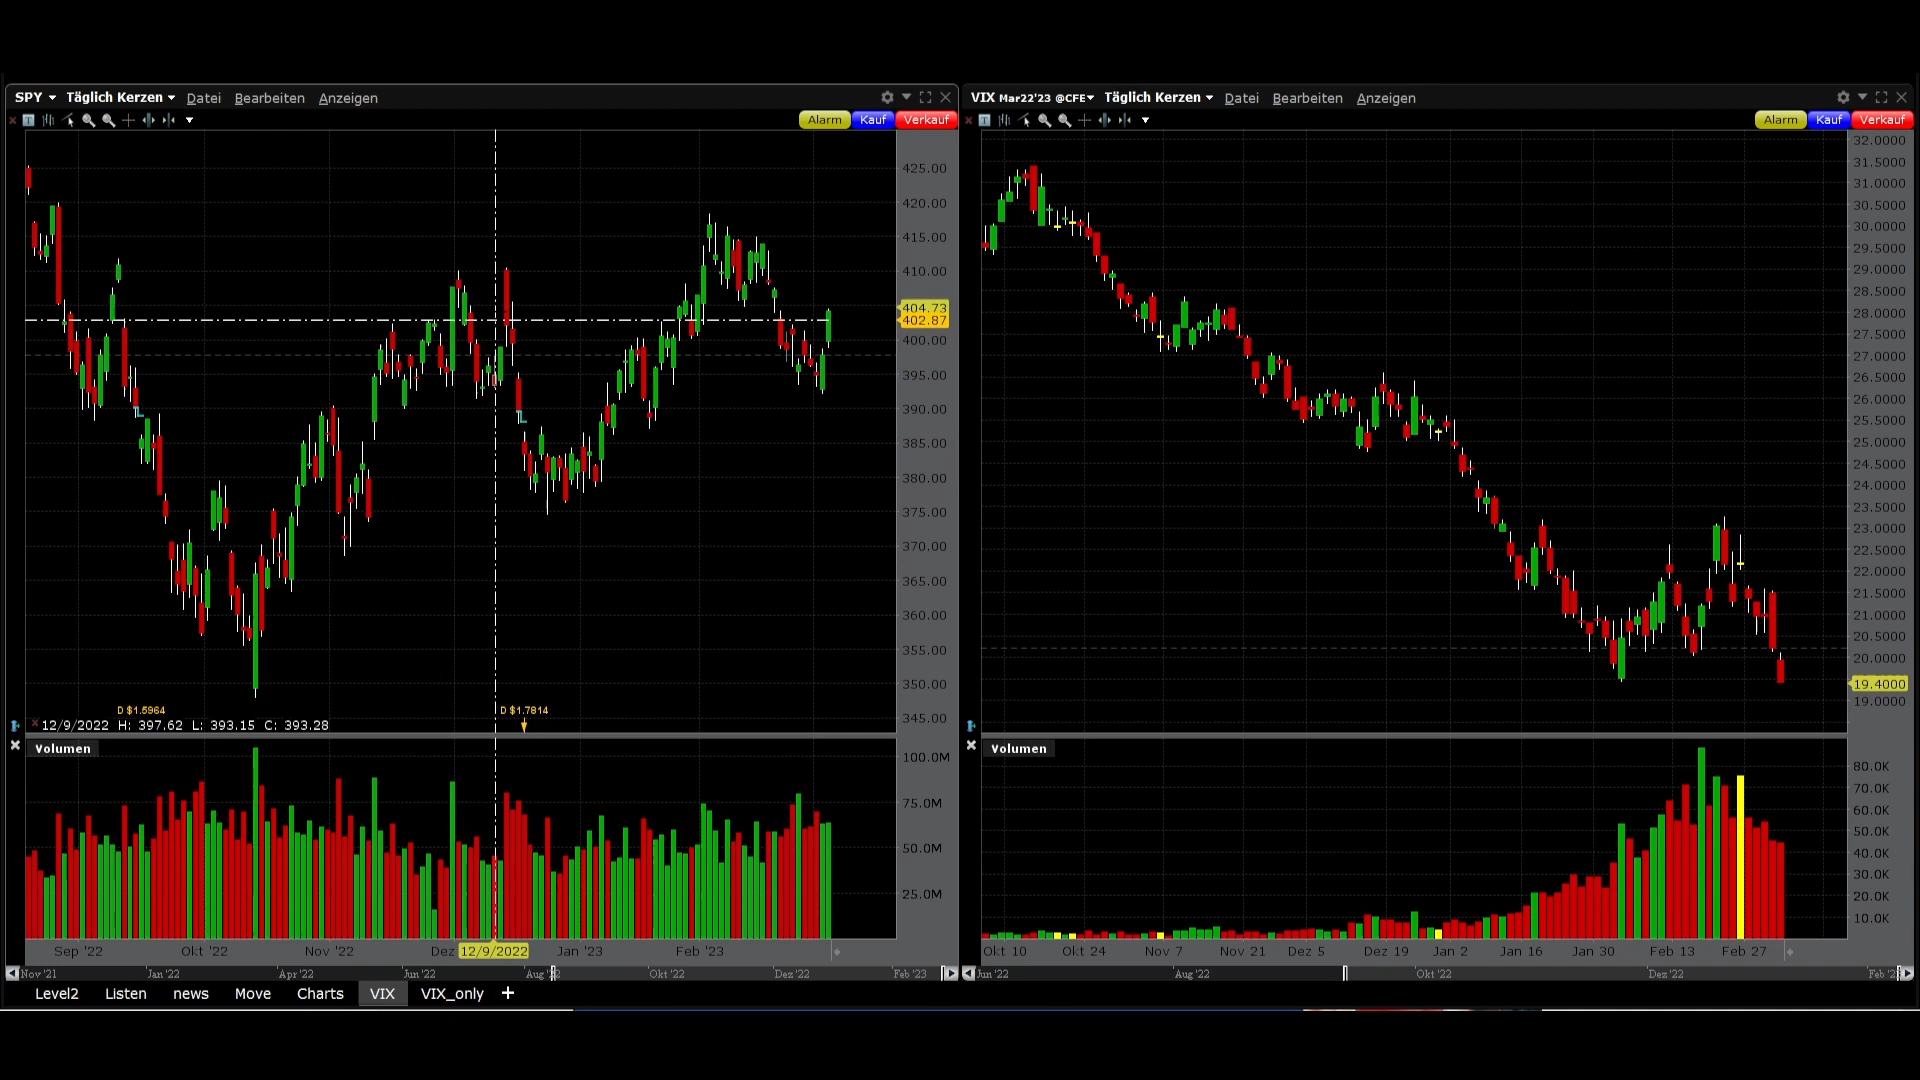 SPY Täglich Kerzen Datei Bearbeiten Anzeigen
Alarm Kauf Verkauf
425.00
420.00
415.00
410.00
404.73
402.87
400.00
395.00
390.00
385.00
380.00
375.00
370.00
365.00
360.00
355.00
350.00
345.00
D $1.5964 D $1.7814
12/9/2022 H: 397.62 L: 393.15 C: 393.28
Volumen
100.0M
75.0M
50.0M
25.0M
Sep '22 Okt '22 Nov '22 Dez 12/9/2022 Jan '23 Feb '23
Nov '21 Jan '22 Apr '22 Jun '22 Aug '22 Okt '22 Dez '22 Feb '23
VIX Mar22'23 @CFE Täglich Kerzen Datei Bearbeiten Anzeigen
Alarm Kauf Verkauf
32.0000
31.5000
31.0000
30.5000
30.0000
29.5000
29.0000
28.5000
28.0000
27.5000
27.0000
26.5000
26.0000
25.5000
25.0000
24.5000
24.0000
23.5000
23.0000
22.5000
22.0000
21.5000
21.0000
20.5000
20.0000
19.4000
19.0000
Volumen
80.0K
70.0K
60.0K
50.0K
40.0K
30.0K
20.0K
10.0K
Okt 10 Okt 24 Nov 7 Nov 21 Dez 5 Dez 19 Jan 2 Jan 16 Jan 30 Feb 13 Feb 27
Jun '22 Aug '22 Okt '22 Dez '22
Level2 Listen news Move Charts VIX VIX_only +